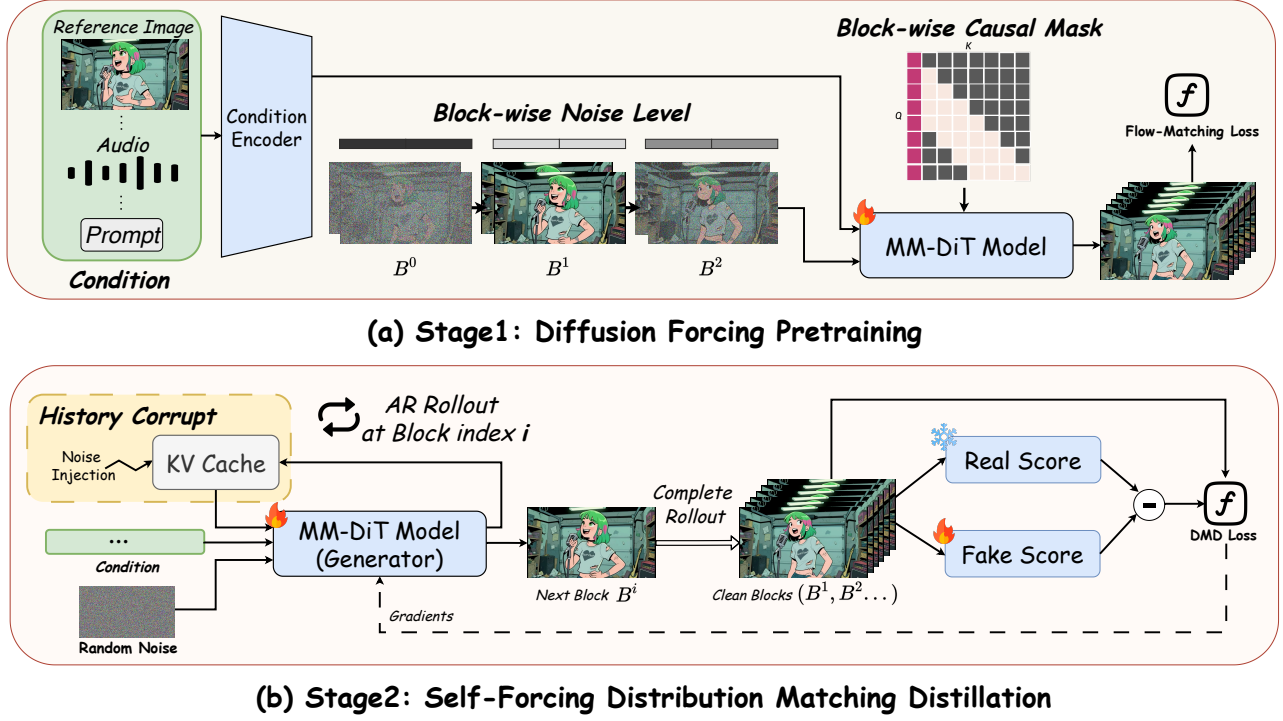 Reference Image
Audio
Prompt
Condition
Condition
Encoder
Block-wise Noise Level
B^0
B^1
B^2
Block-wise Causal Mask
K
Q
MM-DiT Model
f
Flow-Matching Loss
(a) Stage1: Diffusion Forcing Pretraining
History Corrupt
Noise
Injection
KV Cache
AR Rollout
at Block index i
...
Condition
Random Noise
MM-DiT Model
(Generator)
Next Block B^i
Gradients
Complete
Rollout
Clean Blocks (B^1, B^2...)
Real Score
Fake Score
-
f
DMD Loss
(b) Stage2: Self-Forcing Distribution Matching Distillation